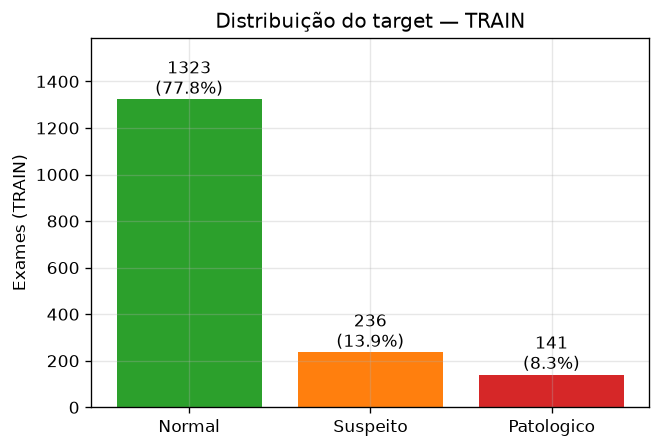 Distribuição do target — TRAIN
Exames (TRAIN)
1400
1200
1000
800
600
400
200
0
1323
(77.8%)
236
(13.9%)
141
(8.3%)
Normal
Suspeito
Patologico